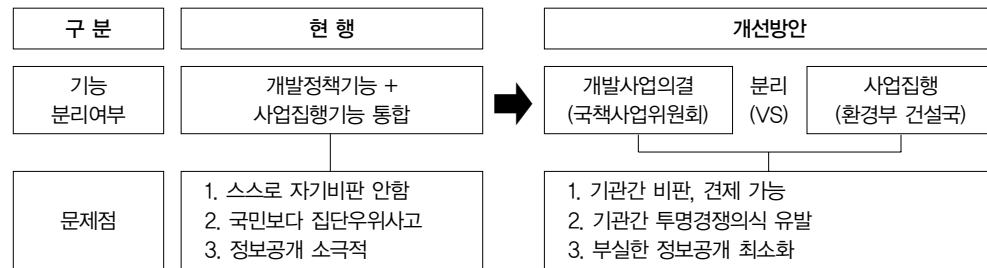 구 분
현 행
개선방안
기능
분리여부
개발정책기능 +
사업집행기능 통합
개발사업의결
(국책사업위원회)
분리
(VS)
사업집행
(환경부 건설국)
문제점
1. 스스로 자기비판 안함
2. 국민보다 집단우위사고
3. 정보공개 소극적
1. 기관간 비판, 견제 가능
2. 기관간 투명경쟁의식 유발
3. 부실한 정보공개 최소화